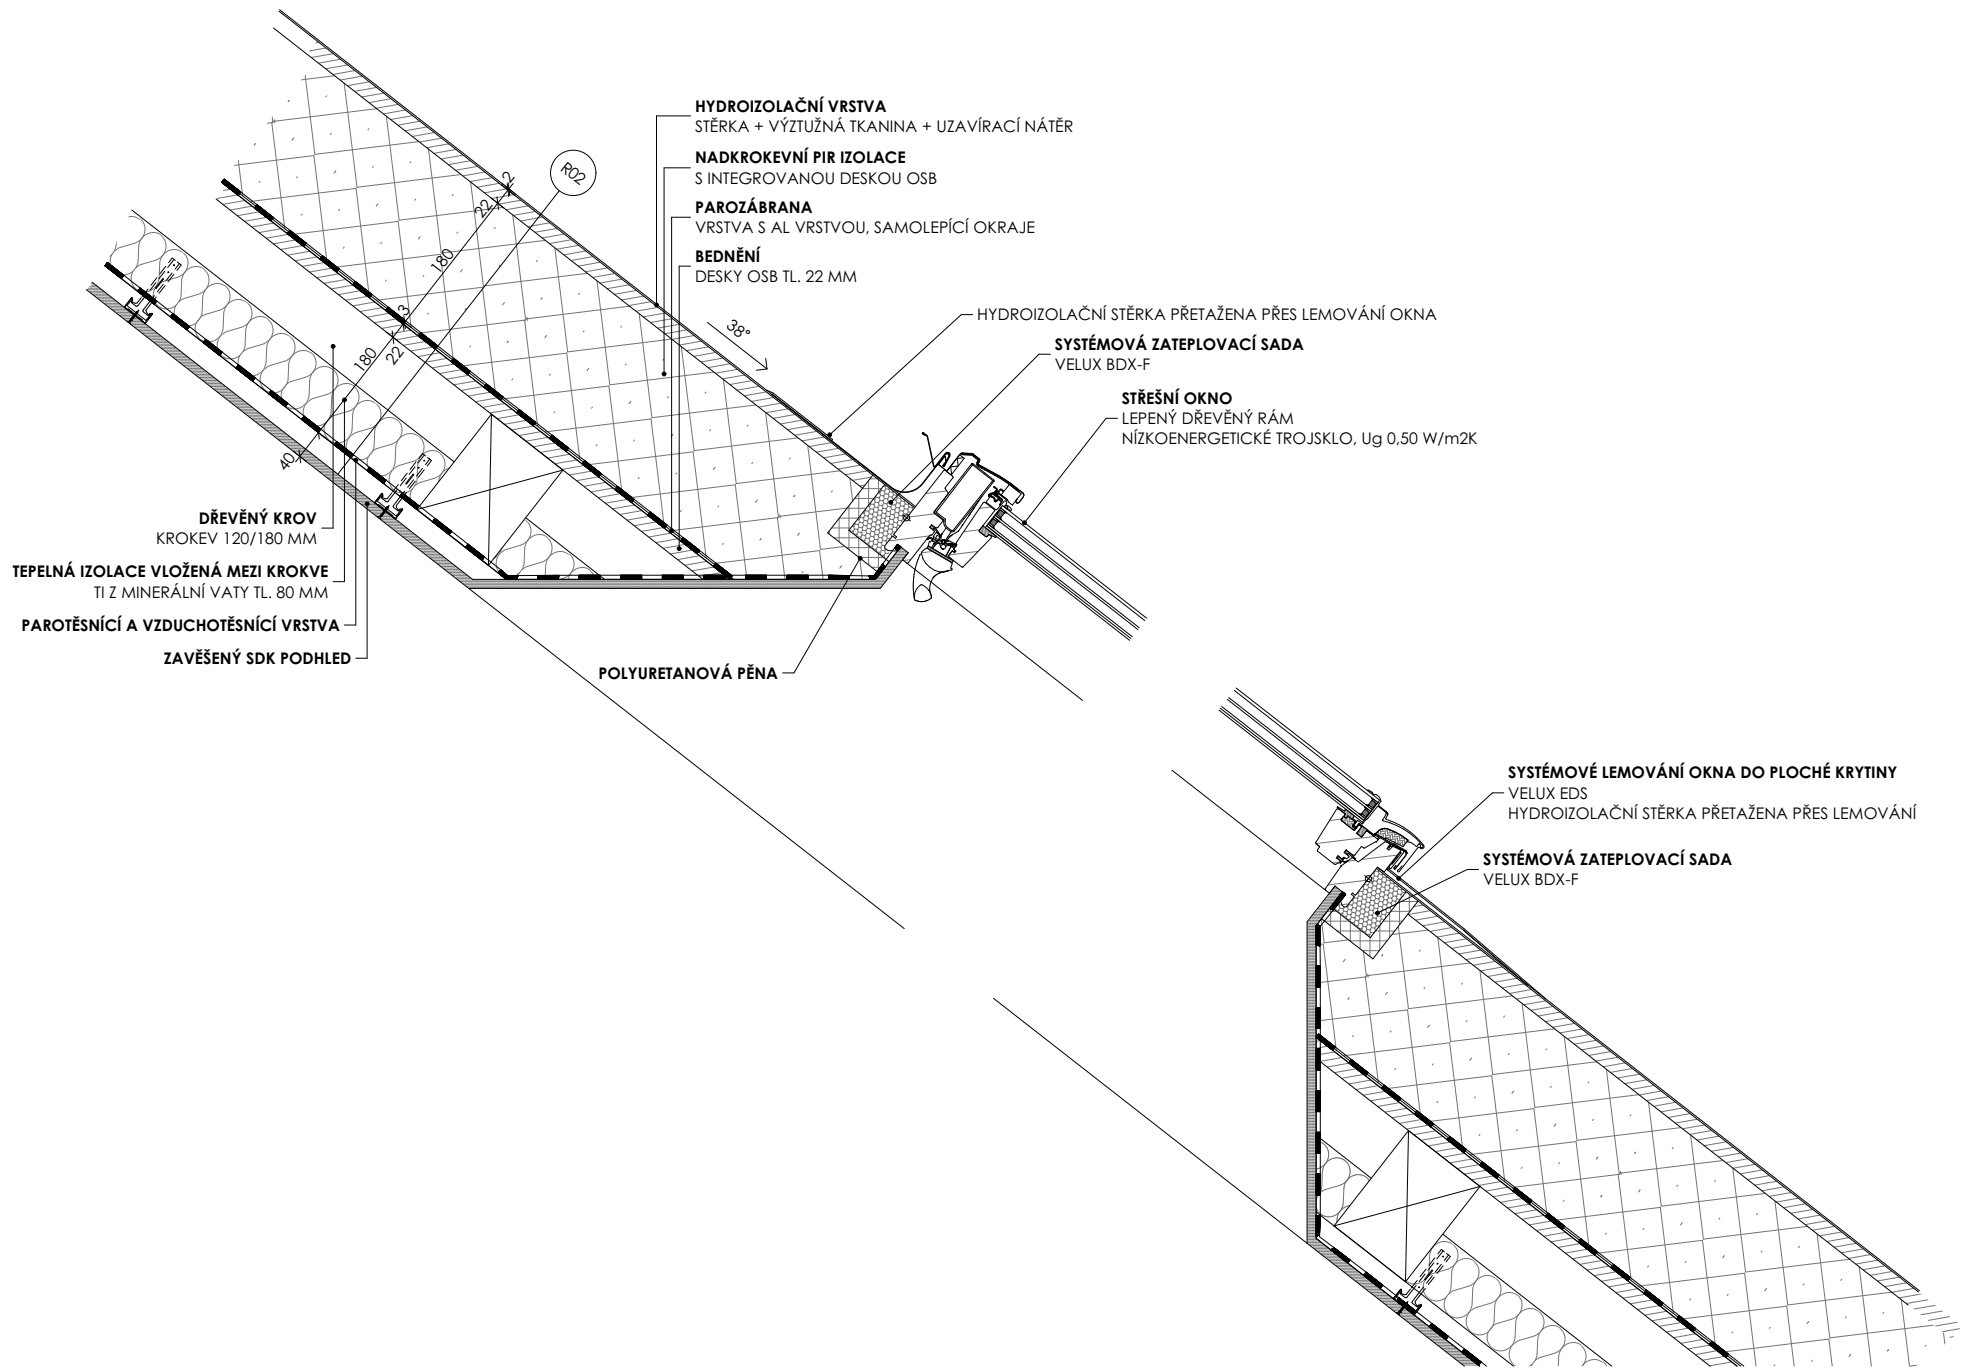 HYDROIZOLAČNÍ VRSTVA
STĚRKA + VÝZTUŽNÁ TKANINA + UZAVÍRACÍ NÁTĚR
NADKROKEVNÍ PIR IZOLACE
S INTEGROVANOU DESKOU OSB
PAROZÁBRANA
VRSTVA S AL VRSTVOU, SAMOLEPÍCÍ OKRAJE
BEDNĚNÍ
DESKY OSB TL. 22 MM
R02
2
22
180
3
22
180
40
38°
HYDROIZOLAČNÍ STĚRKA PŘETAŽENA PŘES LEMOVÁNÍ OKNA
SYSTÉMOVÁ ZATEPLOVACÍ SADA
VELUX BDX-F
STŘEŠNÍ OKNO
LEPENÝ DŘEVĚNÝ RÁM
NÍZKOENERGETICKÉ TROJSKLO, Ug 0,50 W/m2K
DŘEVĚNÝ KROV
KROKEV 120/180 MM
TEPELNÁ IZOLACE VLOŽENÁ MEZI KROKVE
TI Z MINERÁLNÍ VATY TL. 80 MM
PAROTĚSNÍCÍ A VZDUCHOTĚSNÍCÍ VRSTVA
ZAVĚŠENÝ SDK PODHLED
POLYURETANOVÁ PĚNA
SYSTÉMOVÉ LEMOVÁNÍ OKNA DO PLOCHÉ KRYTINY
VELUX EDS
HYDROIZOLAČNÍ STĚRKA PŘETAŽENA PŘES LEMOVÁNÍ
SYSTÉMOVÁ ZATEPLOVACÍ SADA
VELUX BDX-F